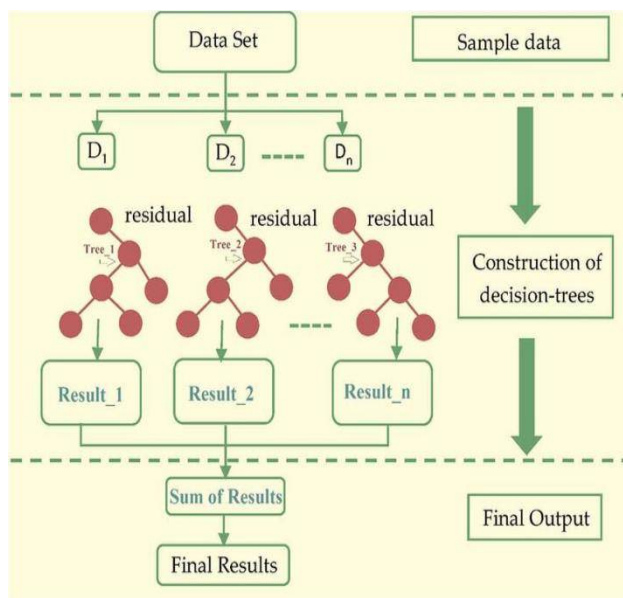 Data Set
Sample data
D1
D2
Dn
residual
residual
residual
Tree_1
Tree_2
Tree_3
Construction of
decision-trees
Result_1
Result_2
Result_n
Sum of Results
Final Output
Final Results